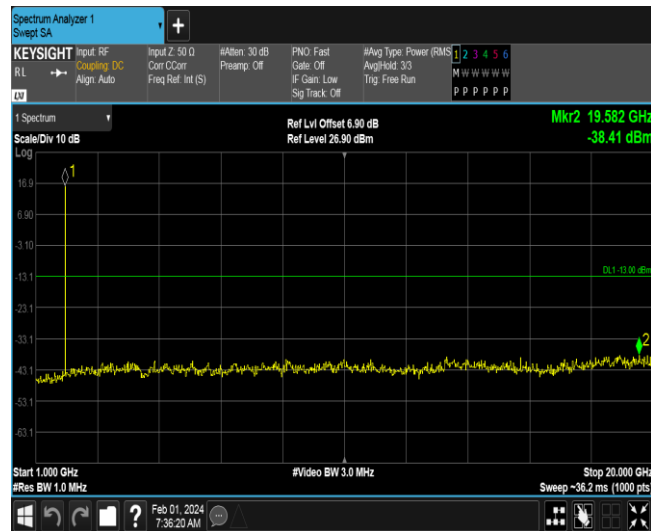 Spectrum Analyzer 1
Swept SA
KEYSIGHT
RL
LXI
Input: RF
Coupling: DC
Align: Auto
Input Z: 50 Ω
Corr CCorr
Freq Ref: Int (S)
#Atten: 30 dB
Preamp: Off
PNO: Fast
Gate: Off
IF Gain: Low
Sig Track: Off
#Avg Type: Power (RMS
Avg|Hold: 3/3
Trig: Free Run
1 2 3 4 5 6
M W W W W W
P P P P P P
1 Spectrum
Scale/Div 10 dB
Log
Ref Lvl Offset 6.90 dB
Ref Level 26.90 dBm
Mkr2 19.582 GHz
-38.41 dBm
1
16.9
6.90
-3.10
-13.1
DL1 -13.00 dBm
-23.1
-33.1
2
-43.1
-53.1
-63.1
Start 1.000 GHz
#Res BW 1.0 MHz
#Video BW 3.0 MHz
Stop 20.000 GHz
Sweep ~36.2 ms (1000 pts)
?
Feb 01, 2024
7:36:20 AM